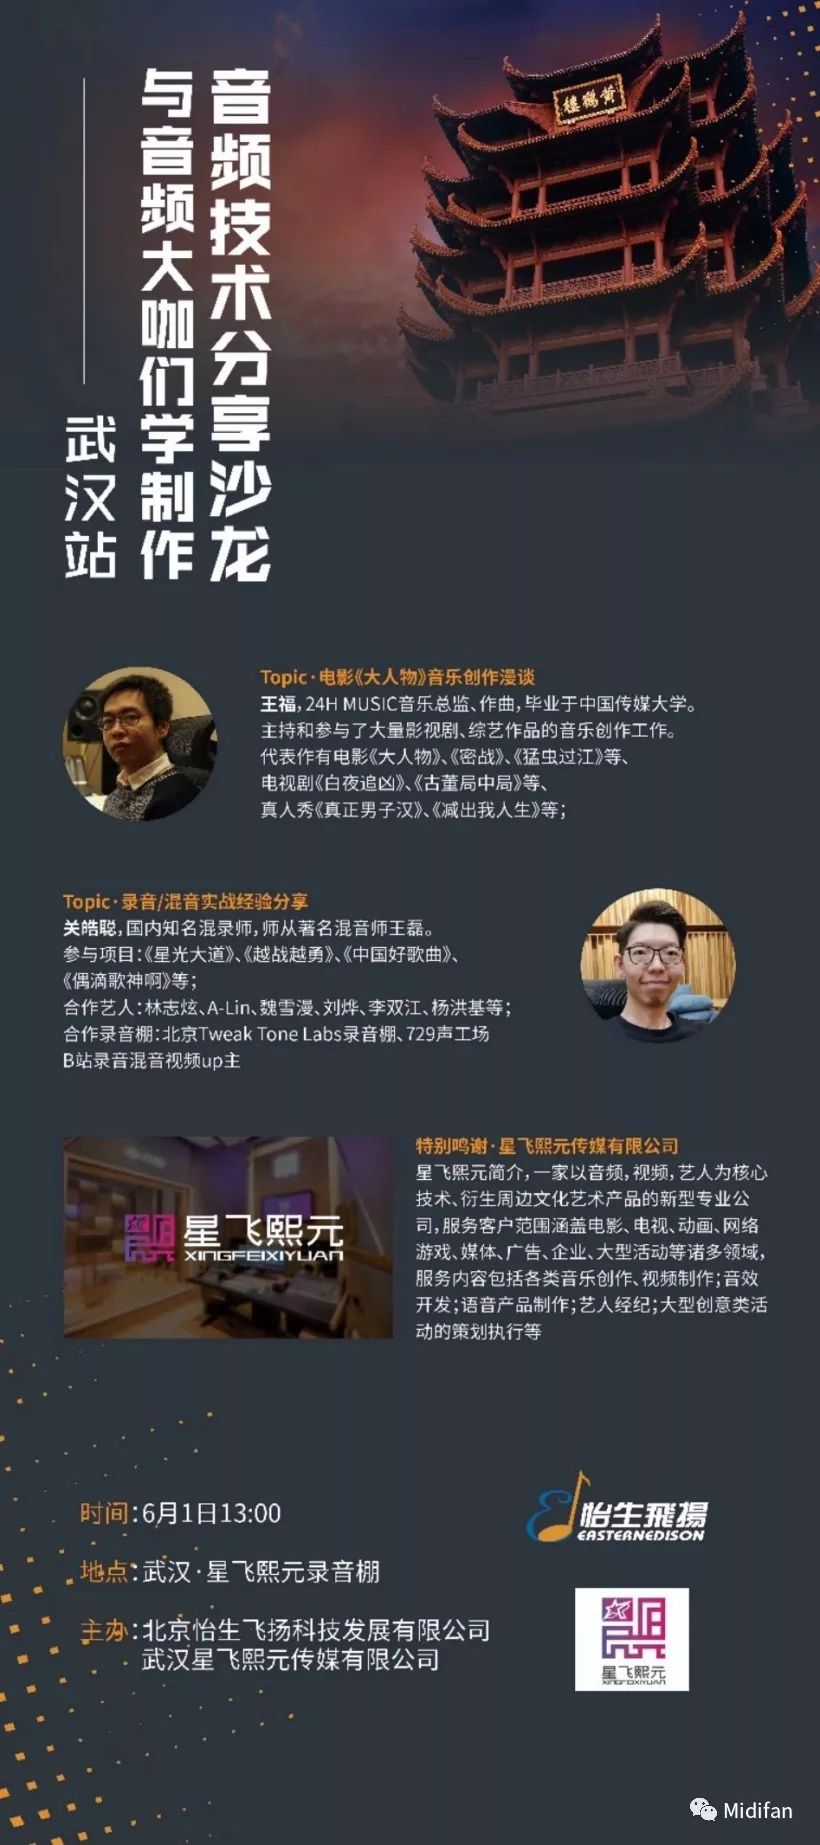 黄鹤楼
音频技术分享沙龙
与音频大咖们学制作
武汉站
Topic·电影《大人物》音乐创作漫谈
王福，24H MUSIC音乐总监、作曲，毕业于中国传媒大学。
主持和参与了大量影视剧、综艺作品的音乐创作工作。
代表作有电影《大人物》、《密战》、《猛虫过江》等、
电视剧《白夜追凶》、《古董局中局》等、
真人秀《真正男子汉》、《减出我人生》等；
Topic·录音/混音实战经验分享
关皓聪，国内知名混录师，师从著名混音师王磊。
参与项目：《星光大道》、《越战越勇》、《中国好歌曲》、
《偶滴歌神啊》等；
合作艺人：林志炫、A-Lin、魏雪漫、刘烨、李双江、杨洪基等；
合作录音棚：北京Tweak Tone Labs录音棚、729声工场
B站录音混音视频up主
星飞熙元
XINGFEIXIYUAN
特别鸣谢·星飞熙元传媒有限公司
星飞熙元简介，一家以音频，视频，艺人为核心
技术、衍生周边文化艺术产品的新型专业公
司，服务客户范围涵盖电影、电视、动画、网络
游戏、媒体、广告、企业、大型活动等诸多领域，
服务内容包括各类音乐创作、视频制作；音效
开发；语音产品制作；艺人经纪；大型创意类活
动的策划执行等
时间：6月1日13:00
地点：武汉·星飞熙元录音棚
主办：北京怡生飞扬科技发展有限公司
武汉星飞熙元传媒有限公司
怡生飛揚
EASTERNEDISON
星飞熙元
XINGFEIXIYUAN
Midifan